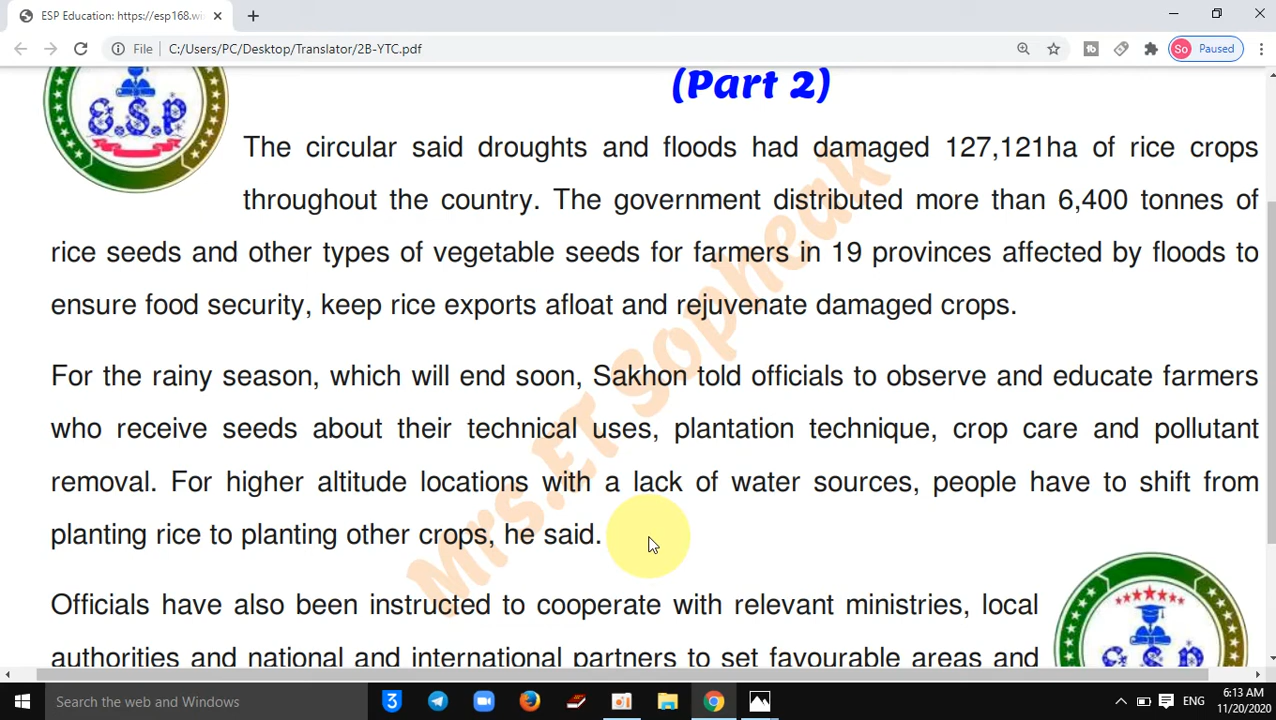 ESP Education: https://esp168.wi
File C:/Users/PC/Desktop/Translator/2B-YTC.pdf
So Paused
(Part 2)
E.S.P
The circular said droughts and floods had damaged 127,121ha of rice crops
throughout the country. The government distributed more than 6,400 tonnes of
rice seeds and other types of vegetable seeds for farmers in 19 provinces affected by floods to
ensure food security, keep rice exports afloat and rejuvenate damaged crops.
For the rainy season, which will end soon, Sakhon told officials to observe and educate farmers
who receive seeds about their technical uses, plantation technique, crop care and pollutant
removal. For higher altitude locations with a lack of water sources, people have to shift from
planting rice to planting other crops, he said.
Mrs.ET Sopheak
Officials have also been instructed to cooperate with relevant ministries, local
authorities and national and international partners to set favourable areas and
E.S.P
Search the web and Windows
ENG
6:13 AM
11/20/2020